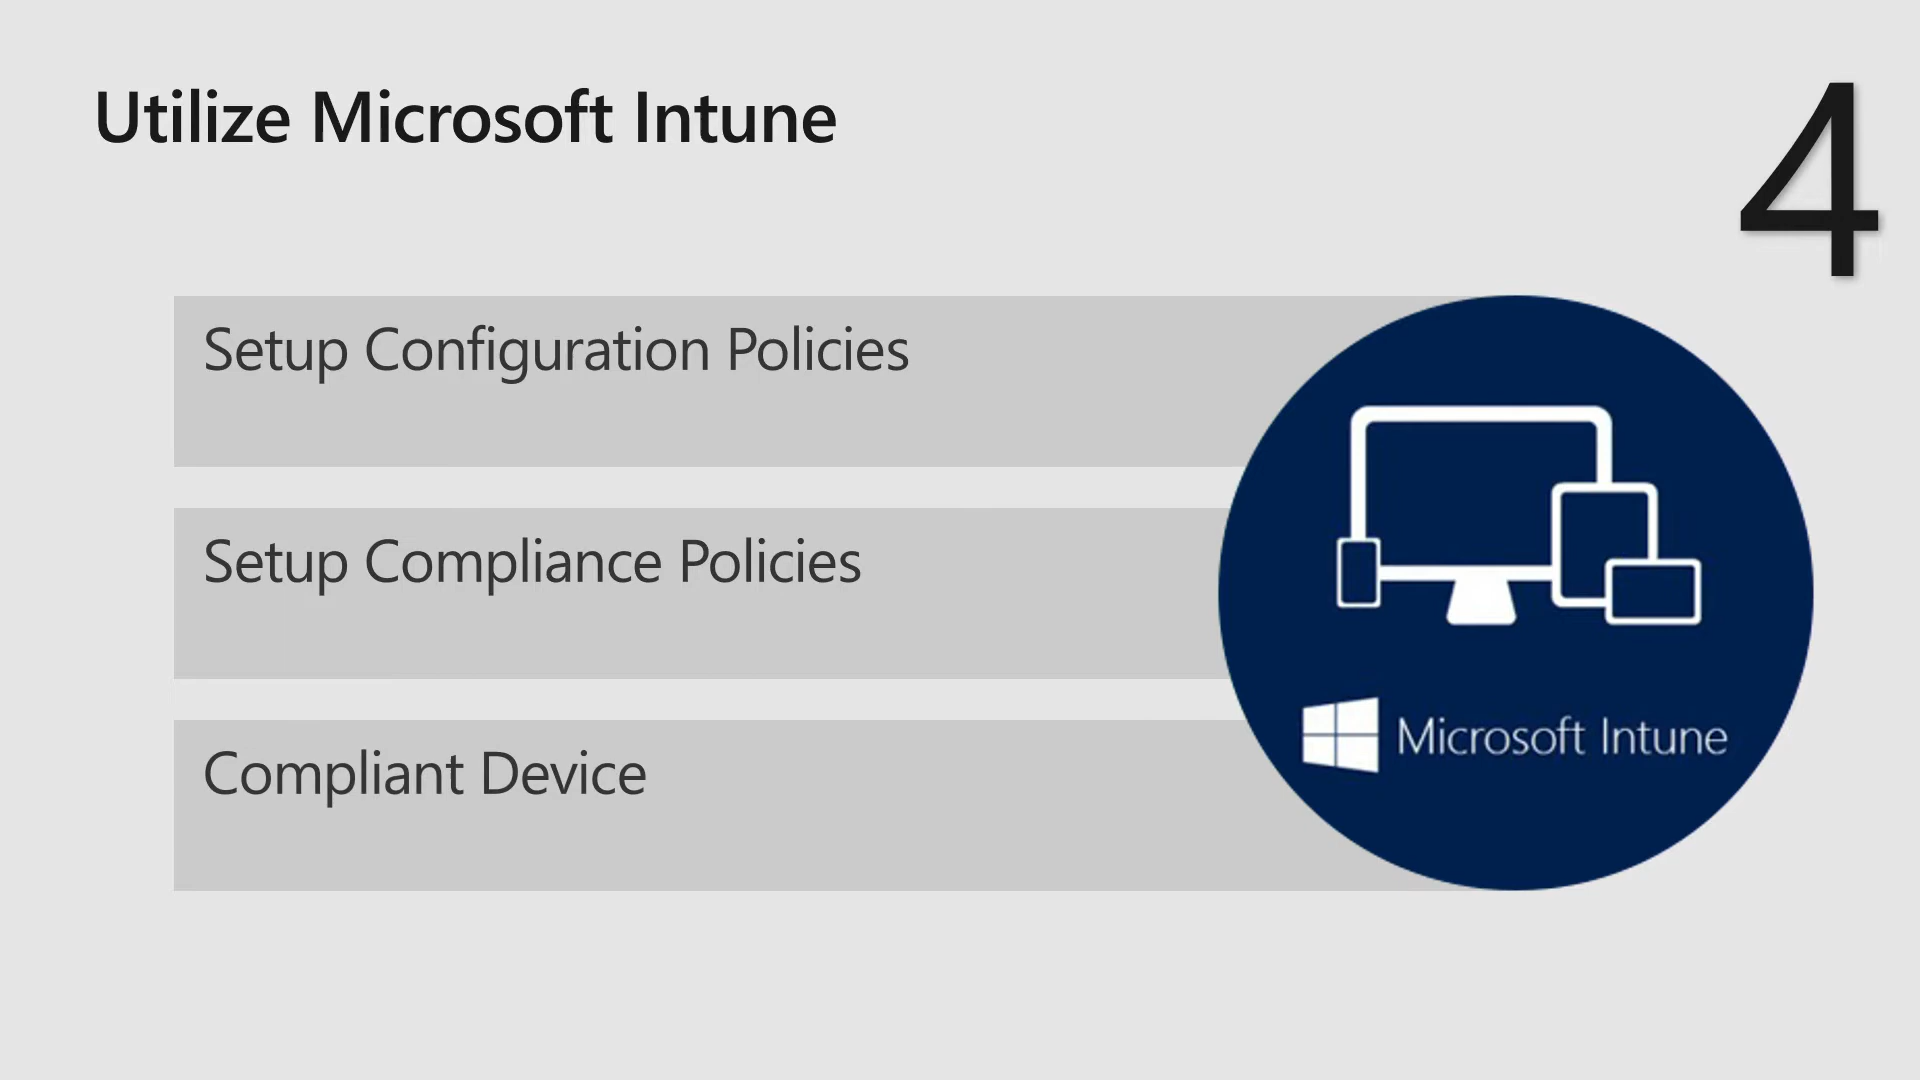 Utilize Microsoft Intune
4
Setup Configuration Policies
Setup Compliance Policies
Compliant Device
Microsoft Intune